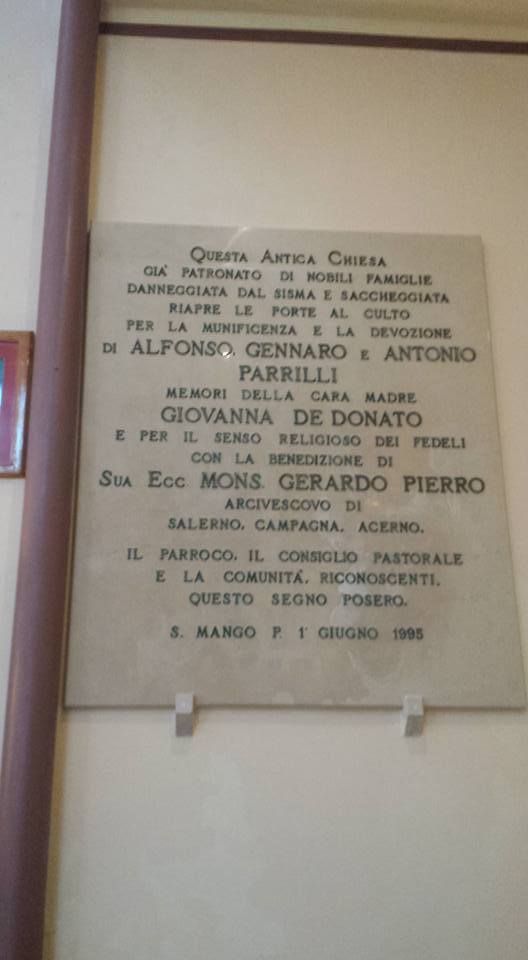 QUESTA ANTICA CHIESA
GIA' PATRONATO DI NOBILI FAMIGLIE
DANNEGGIATA DAL SISMA E SACCHEGGIATA
RIAPRE LE PORTE AL CULTO
PER LA MUNIFICENZA E LA DEVOZIONE
DI ALFONSO, GENNARO E ANTONIO
PARRILLI
MEMORI DELLA CARA MADRE
GIOVANNA DE DONATO
E PER IL SENSO RELIGIOSO DEI FEDELI
CON LA BENEDIZIONE DI
SUA ECC. MONS. GERARDO PIERRO
ARCIVESCOVO DI
SALERNO, CAMPAGNA, ACERNO.
IL PARROCO, IL CONSIGLIO PASTORALE
E LA COMUNITA', RICONOSCENTI,
QUESTO SEGNO POSERO.
S. MANGO P. 1° GIUGNO 1995